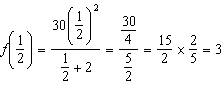 f(1/2) = 30(1/2)^2 / (1/2 + 2) = (30/4) / (5/2) = 15/2 × 2/5 = 3